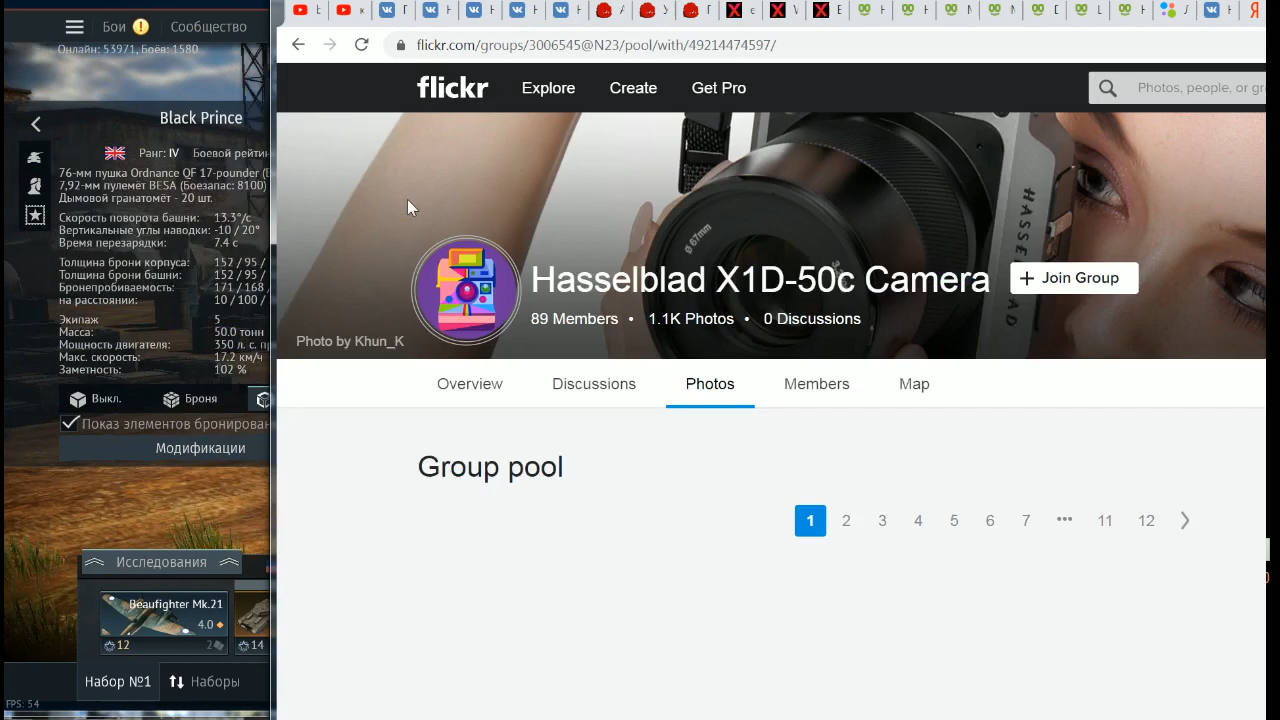 Бои
Сообщество
Онлайн: 53971, Боёв: 1580
Black Prince
Ранг: IV Боевой
76-мм пушка Ordnance QF 17-pounder
7,92-мм пулемёт BESA (Боезапас: 8100)
Дымовой гранатомёт - 20 шт.
Скорость поворота башни: 13.3°/с
Вертикальные углы наводки: -10 / 20°
Время перезарядки: 7.4 с
Толщина брони корпуса: 152 / 95 /
Толщина брони башни: 152 / 95 /
Бронепробиваемость: 171 / 168
на расстоянии: 10 / 100 /
Экипаж 5
Масса: 50.0 тонн
Мощность двигателя: 350 л. с.
Макс. скорость: 17.2 км/ч
Заметность: 102 %
Выкл.
Броня
Показ элементов
Модификации
Исследования
Beaufighter Mk.21
4.0
12
2
14
Набор №1
Наборы
FPS: 54
flickr.com/groups/3006545@N23/pool/with/49214474597/
flickr
Explore
Create
Get Pro
Photos, people, or
Ø 67mm
HASSELBLAD
Hasselblad X1D-50c Camera
+ Join Group
89 Members • 1.1K Photos • 0 Discussions
Photo by Khun_K
Overview
Discussions
Photos
Members
Map
Group pool
1 2 3 4 5 6 7 ••• 11 12